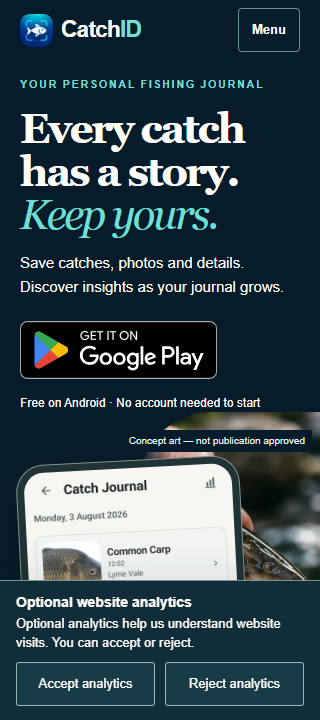 CatchID
Menu
YOUR PERSONAL FISHING JOURNAL
Every catch
has a story.
Keep yours.
Save catches, photos and details.
Discover insights as your journal grows.
GET IT ON
Google Play
Free on Android · No account needed to start
Concept art — not publication approved
Catch Journal
Monday, 3 August 2026
Common Carp
12:02
Lyme Vale
Optional website analytics
Optional analytics help us understand website
visits. You can accept or reject.
Accept analytics
Reject analytics